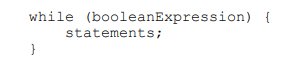 while (booleanExpression) {
    statements;
}